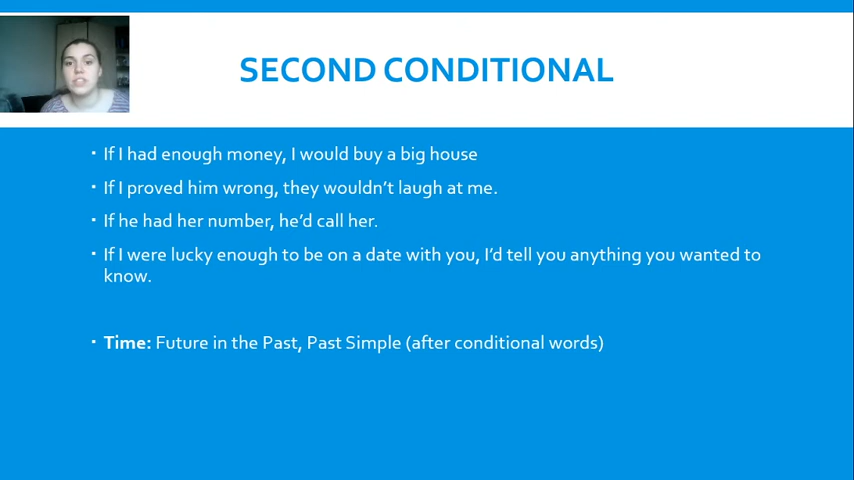 SECOND CONDITIONAL
▪ If I had enough money, I would buy a big house
▪ If I proved him wrong, they wouldn’t laugh at me.
▪ If he had her number, he’d call her.
▪ If I were lucky enough to be on a date with you, I’d tell you anything you wanted to
know.
▪ Time: Future in the Past, Past Simple (after conditional words)